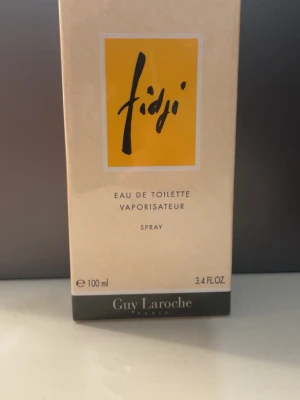 fidji
EAU DE TOILETTE
VAPORISATEUR
SPRAY
℮ 100 ml 3.4 FL.OZ.
Guy Laroche
PARIS